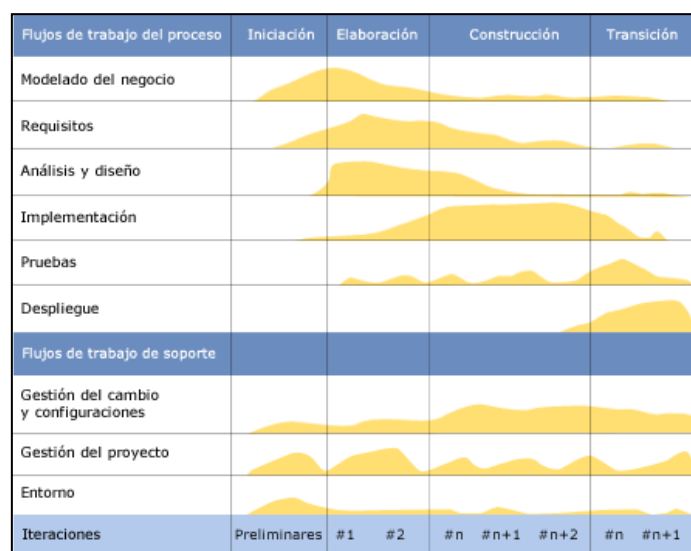 Flujos de trabajo del proceso Iniciación Elaboración Construcción Transición
Modelado del negocio
Requisitos
Análisis y diseño
Implementación
Pruebas
Despliegue
Flujos de trabajo de soporte
Gestión del cambio
y configuraciones
Gestión del proyecto
Entorno
Iteraciones Preliminares #1 #2 #n #n+1 #n+2 #n #n+1